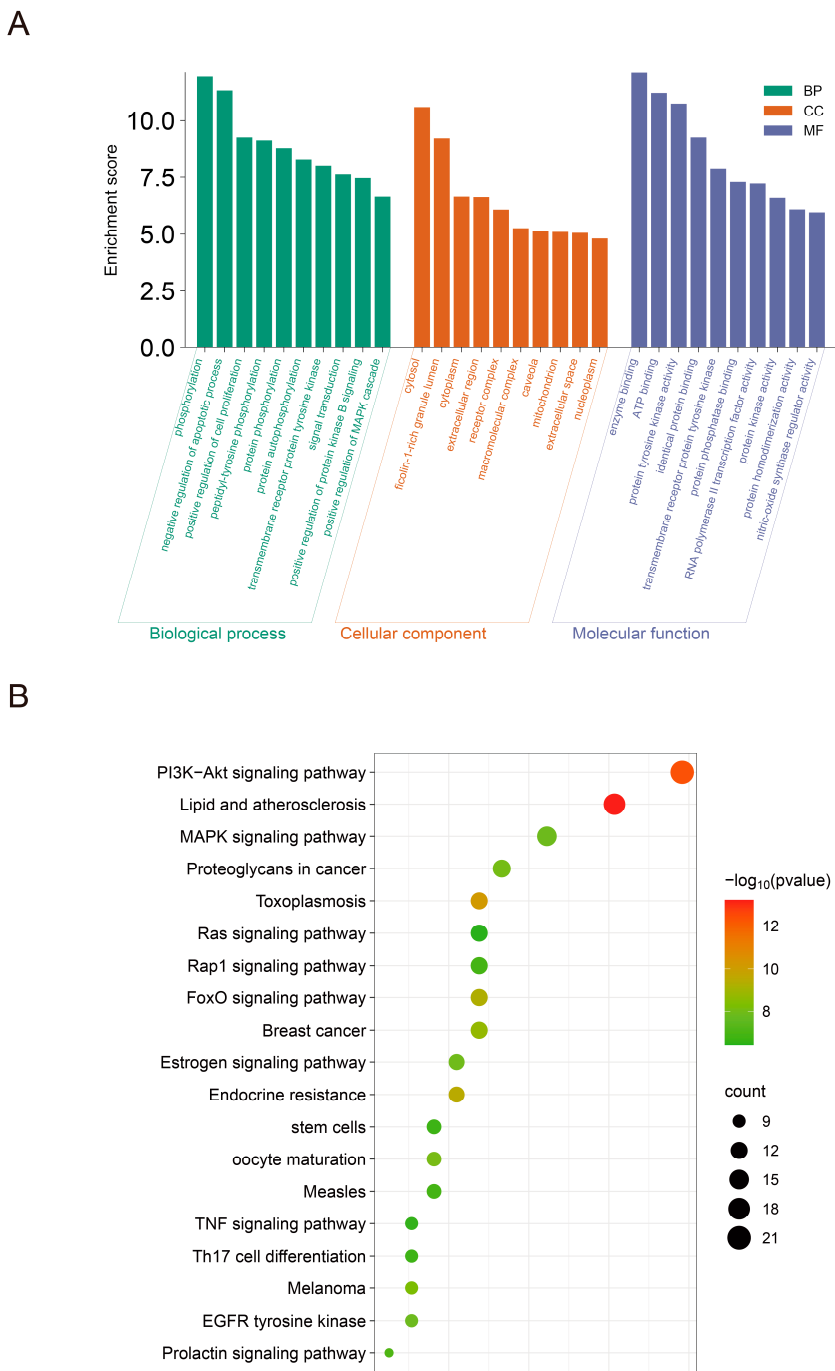 A
Enrichment score
10.0
7.5
5.0
2.5
0.0
BP
CC
MF
phosphorylation
negative regulation of apoptotic process
positive regulation of cell proliferation
peptidyl-tyrosine phosphorylation
protein phosphorylation
protein autophosphorylation
transmembrane receptor protein tyrosine kinase
signal transduction
positive regulation of protein kinase B signaling
positive regulation of MAPK cascade
cytosol
ficolin-1-rich granule lumen
cytoplasm
extracellular region
receptor complex
macromolecular complex
caveola
mitochondrion
extracellular space
nucleoplasm
enzyme binding
ATP binding
protein tyrosine kinase activity
identical protein binding
transmembrane receptor protein tyrosine kinase
protein phosphatase binding
RNA polymerase II transcription factor activity
protein kinase activity
protein homodimerization activity
nitric-oxide synthase regulator activity
Biological process
Cellular component
Molecular function
B
PI3K−Akt signaling pathway
Lipid and atherosclerosis
MAPK signaling pathway
Proteoglycans in cancer
Toxoplasmosis
Ras signaling pathway
Rap1 signaling pathway
FoxO signaling pathway
Breast cancer
Estrogen signaling pathway
Endocrine resistance
stem cells
oocyte maturation
Measles
TNF signaling pathway
Th17 cell differentiation
Melanoma
EGFR tyrosine kinase
Prolactin signaling pathway
−log10(pvalue)
12
10
8
count
9
12
15
18
21